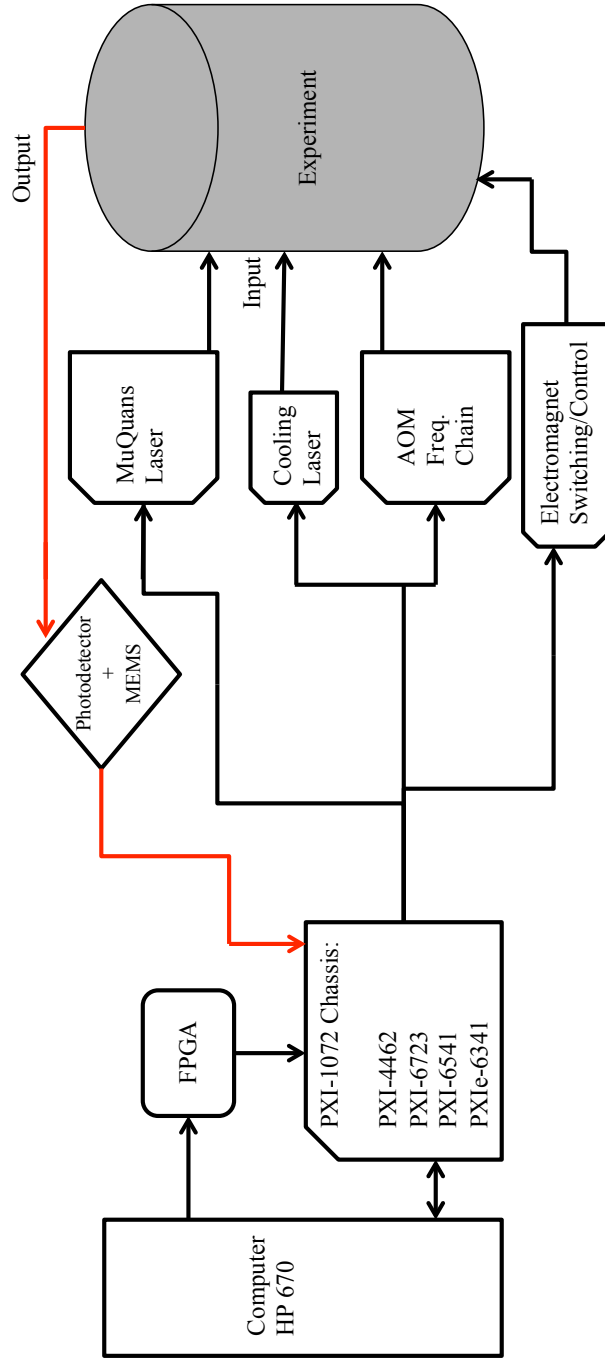 Computer
HP 670
FPGA
PXI-1072 Chassis:
PXI-4462
PXI-6723
PXI-6541
PXIe-6341
Photodetector
+
MEMS
MuQuans
Laser
Cooling
Laser
AOM
Freq.
Chain
Electromagnet
Switching/Control
Output
Input
Experiment